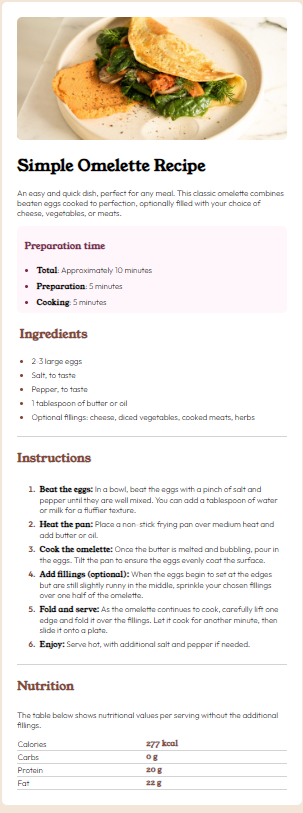 Simple Omelette Recipe
An easy and quick dish, perfect for any meal. This classic omelette combines
beaten eggs cooked to perfection, optionally filled with your choice of
cheese, vegetables, or meats.
Preparation time
• Total: Approximately 10 minutes
• Preparation: 5 minutes
• Cooking: 5 minutes
Ingredients
• 2-3 large eggs
• Salt, to taste
• Pepper, to taste
• 1 tablespoon of butter or oil
• Optional fillings: cheese, diced vegetables, cooked meats, herbs
Instructions
1. Beat the eggs: In a bowl, beat the eggs with a pinch of salt and
pepper until they are well mixed. You can add a tablespoon of water
or milk for a fluffier texture.
2. Heat the pan: Place a non-stick frying pan over medium heat and
add butter or oil.
3. Cook the omelette: Once the butter is melted and bubbling, pour in
the eggs. Tilt the pan to ensure the eggs evenly coat the surface.
4. Add fillings (optional): When the eggs begin to set at the edges
but are still slightly runny in the middle, sprinkle your chosen fillings
over one half of the omelette.
5. Fold and serve: As the omelette continues to cook, carefully lift one
edge and fold it over the fillings. Let it cook for another minute, then
slide it onto a plate.
6. Enjoy: Serve hot, with additional salt and pepper if needed.
Nutrition
The table below shows nutritional values per serving without the additional
fillings.
Calories 277 kcal
Carbs 0 g
Protein 20 g
Fat 22 g